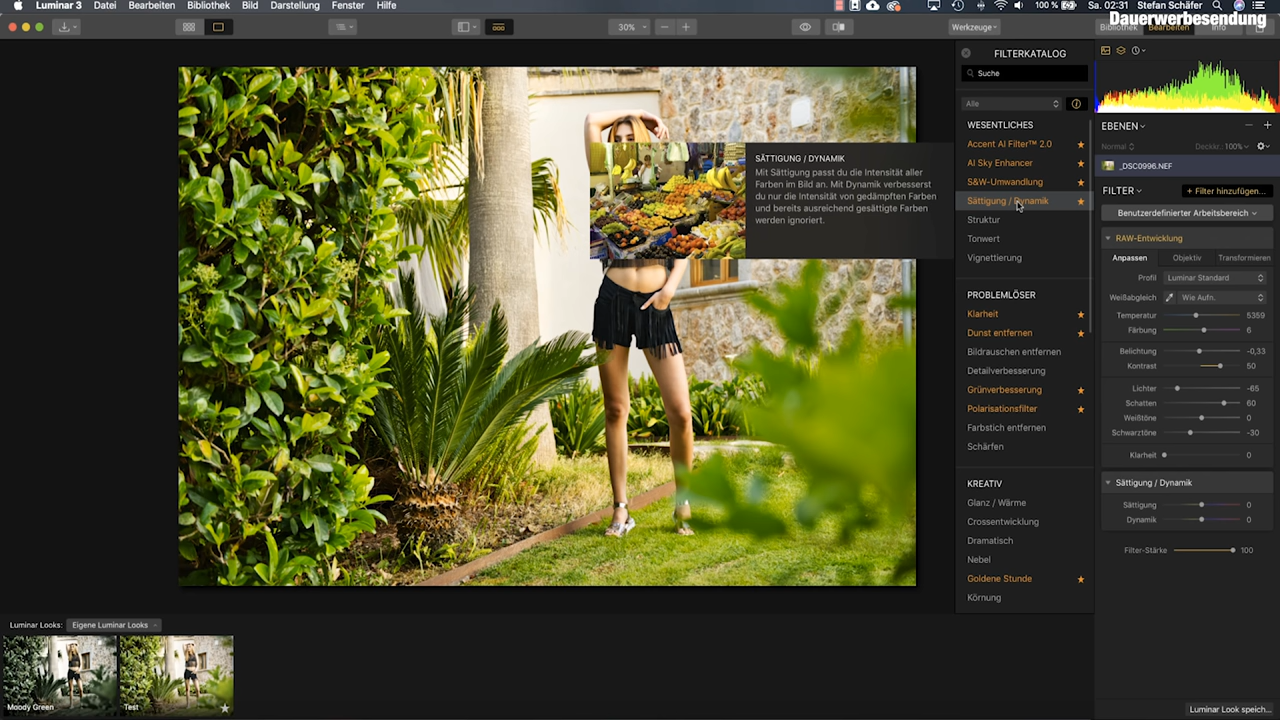 Luminar 3 Datei Bearbeiten Bibliothek Bild Darstellung Fenster Hilfe
100 % Sa. 02:31 Stefan Schäfer
Dauerwerbesendung
30% Werkzeuge Bibliothek Bearbeiten Info
FILTERKATALOG
Suche
Alle
WESENTLICHES
Accent AI Filter™ 2.0
AI Sky Enhancer
S&W-Umwandlung
Sättigung / Dynamik
Struktur
Tonwert
Vignettierung
PROBLEMLÖSER
Klarheit
Dunst entfernen
Bildrauschen entfernen
Detailverbesserung
Grünverbesserung
Polarisationsfilter
Farbstich entfernen
Schärfen
KREATIV
Glanz / Wärme
Crossentwicklung
Dramatisch
Nebel
Goldene Stunde
Körnung
SÄTTIGUNG / DYNAMIK
Mit Sättigung passt du die Intensität aller
Farben im Bild an. Mit Dynamik verbesserst
du nur die Intensität von gedämpften Farben
und bereits ausreichend gesättigte Farben
werden ignoriert.
EBENEN
Normal Deckkr.: 100%
_DSC0996.NEF
FILTER + Filter hinzufügen...
Benutzerdefinierter Arbeitsbereich
RAW-Entwicklung
Anpassen Objektiv Transformieren
Profil Luminar Standard
Weißabgleich Wie Aufn.
Temperatur 5359
Färbung 6
Belichtung -0,33
Kontrast 50
Lichter -65
Schatten 60
Weißtöne 0
Schwarztöne -30
Klarheit 0
Sättigung / Dynamik
Sättigung 0
Dynamik 0
Filter-Stärke 100
Luminar Looks: Eigene Luminar Looks
Moody Green
Test
Luminar Look speich...